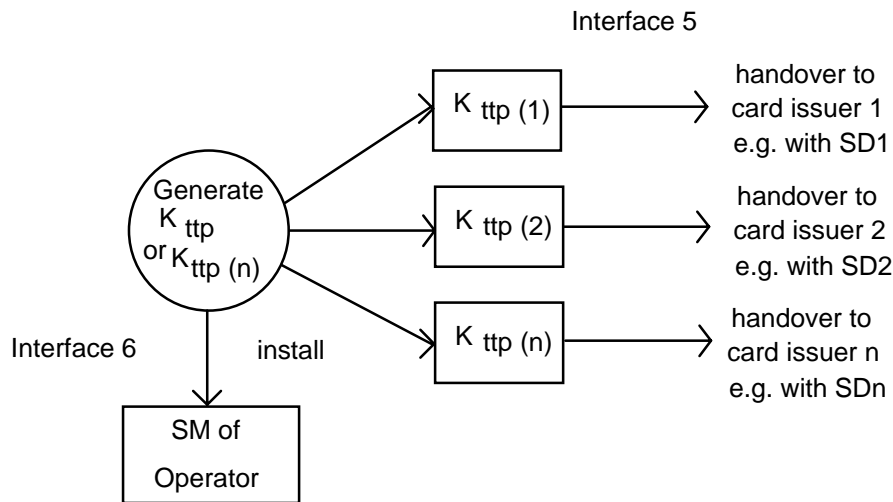 Interface 5
K ttp (1)
handover to
card issuer 1
e.g. with SD1
Generate
K ttp
or K ttp (n)
K ttp (2)
handover to
card issuer 2
e.g. with SD2
K ttp (n)
handover to
card issuer n
e.g. with SDn
Interface 6
install
SM of
Operator